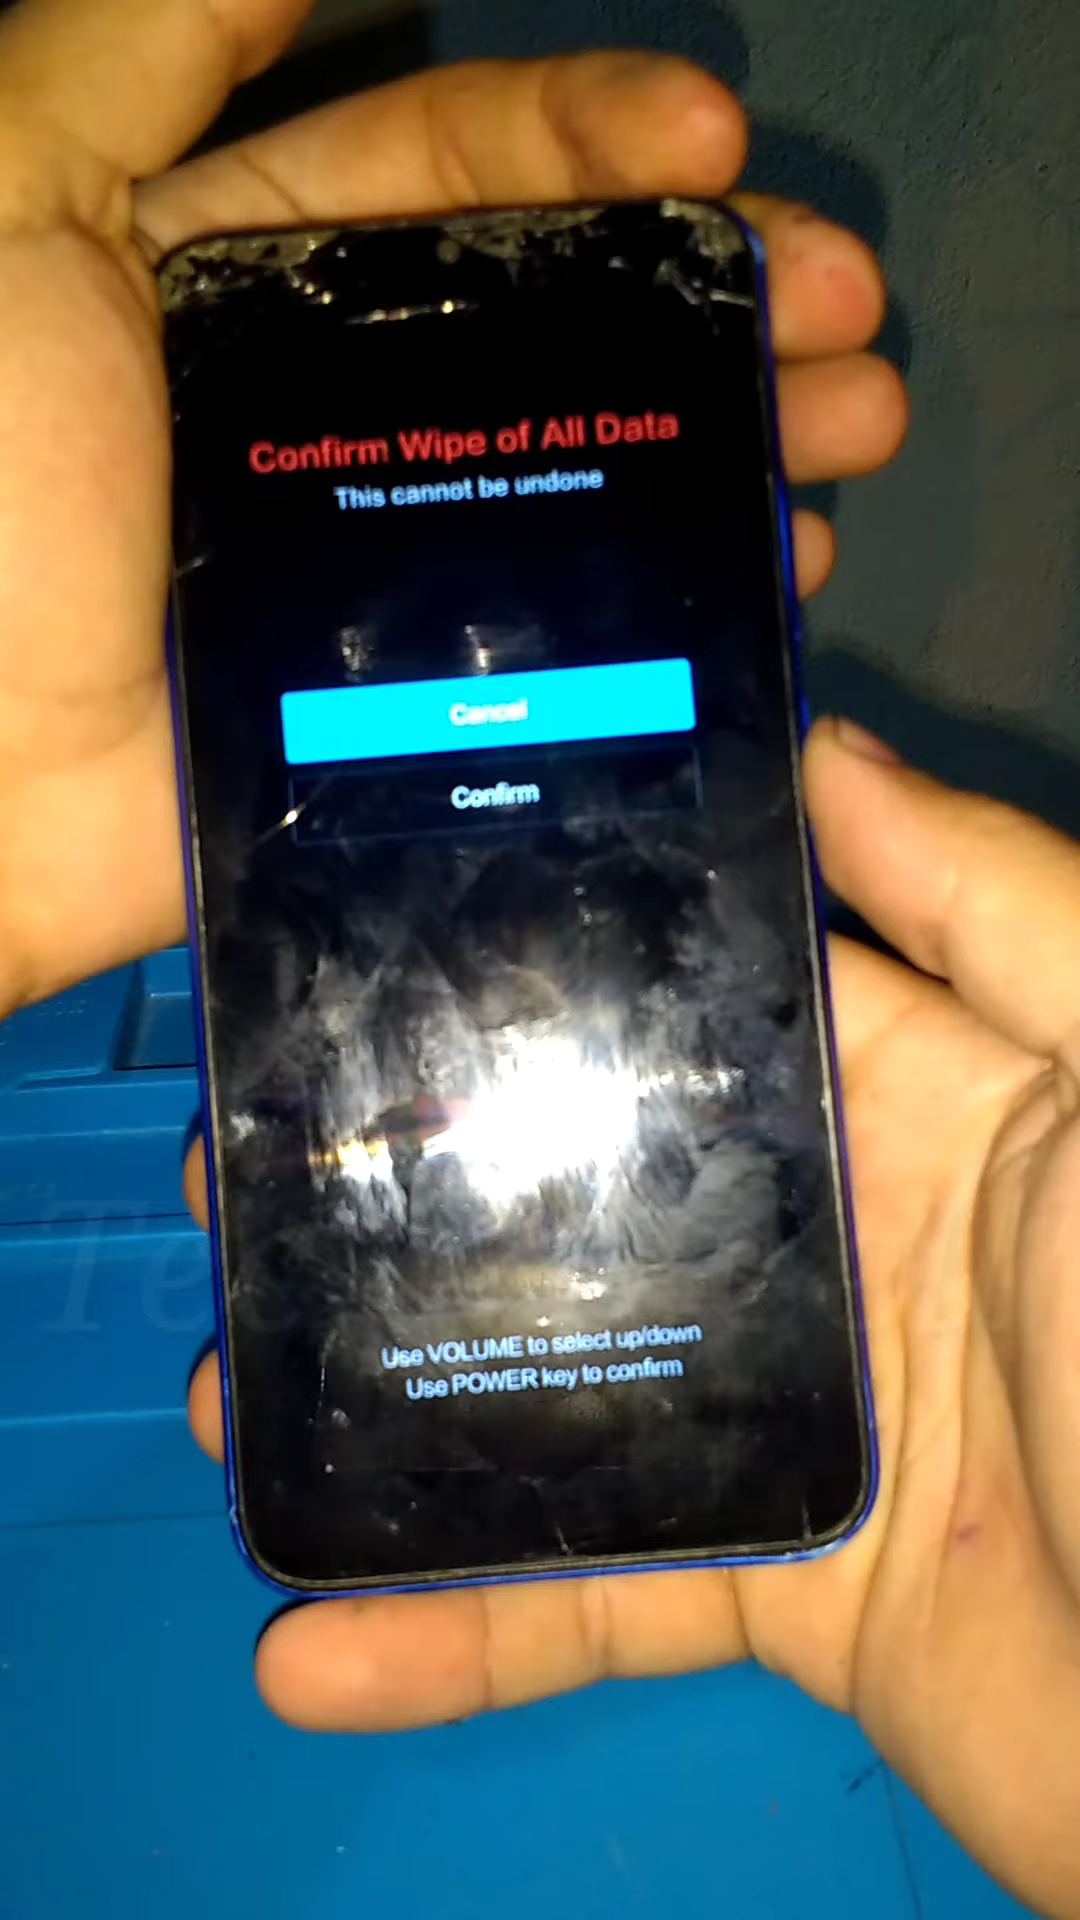 Confirm Wipe of All Data
This cannot be undone
Cancel
Confirm
Use VOLUME to select up/down
Use POWER key to confirm